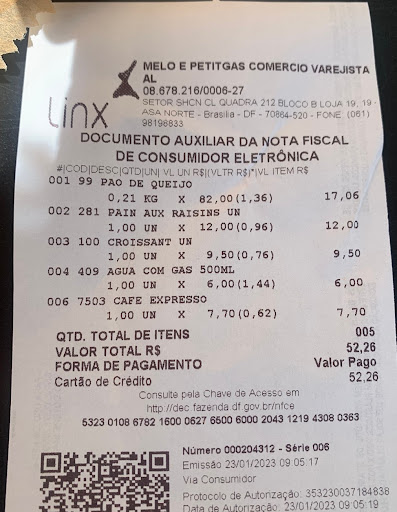 Linx
MELO E PETITGAS COMERCIO VAREJISTA
AL
08.678.216/0006-27
SETOR SHCN CL QUADRA 212 BLOCO B LOJA 19, 19 -
ASA NORTE - Brasilia - DF - 70864-520 - FONE: (061)
98196833
DOCUMENTO AUXILIAR DA NOTA FISCAL
DE CONSUMIDOR ELETRÔNICA
#|COD|DESC|QTD|UN| VL UN R$|(VLTR R$)*|VL ITEM R$
001 99 PAO DE QUEIJO
0,21 KG X 82,00(1,36) 17,06
002 281 PAIN AUX RAISINS UN
1,00 UN X 12,00(0,96) 12,00
003 100 CROISSANT UN
1,00 UN X 9,50(0,76) 9,50
004 409 AGUA COM GAS 500ML
1,00 UN X 6,00(1,44) 6,00
006 7503 CAFE EXPRESSO
1,00 UN X 7,70(0,62) 7,70
QTD. TOTAL DE ITENS 005
VALOR TOTAL R$ 52,26
FORMA DE PAGAMENTO Valor Pago
Cartão de Crédito 52,26
Consulte pela Chave de Acesso em
http://dec.fazenda.df.gov.br/nfce
5323 0108 6782 1600 0627 6500 6000 2043 1219 4308 0363
Número 000204312 - Série 006
Emissão 23/01/2023 09:05:17
Via Consumidor
Protocolo de Autorização: 353230037184838
Data de Autorização: 23/01/2023 09:05:19